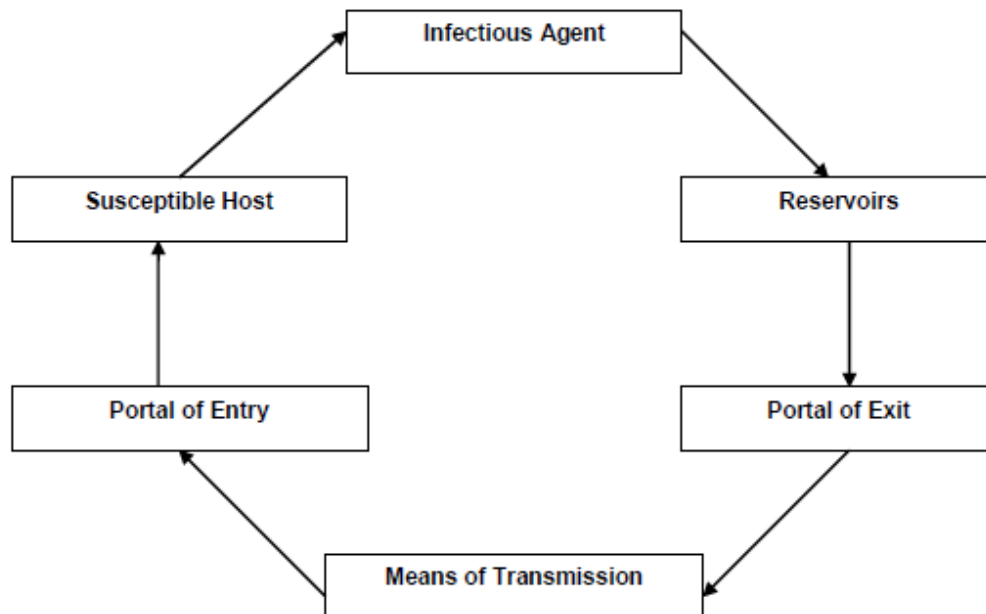 Infectious Agent
Susceptible Host
Reservoirs
Portal of Entry
Portal of Exit
Means of Transmission